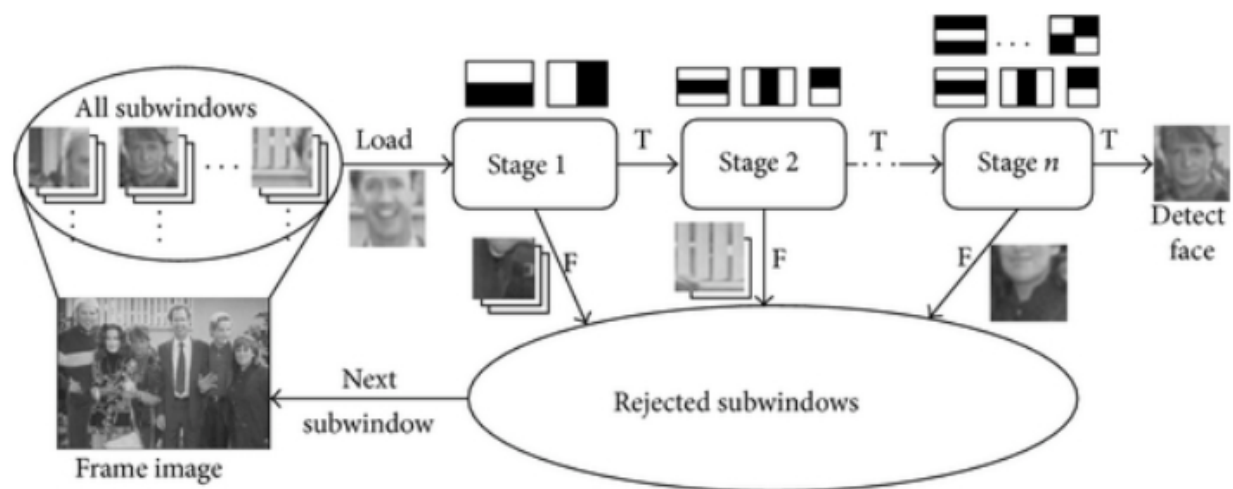 All subwindows
. . .
Load
Stage 1
T
Stage 2
T
. . .
Stage n
T
. . .
Detect
face
F
F
F
Next
subwindow
Rejected subwindows
Frame image